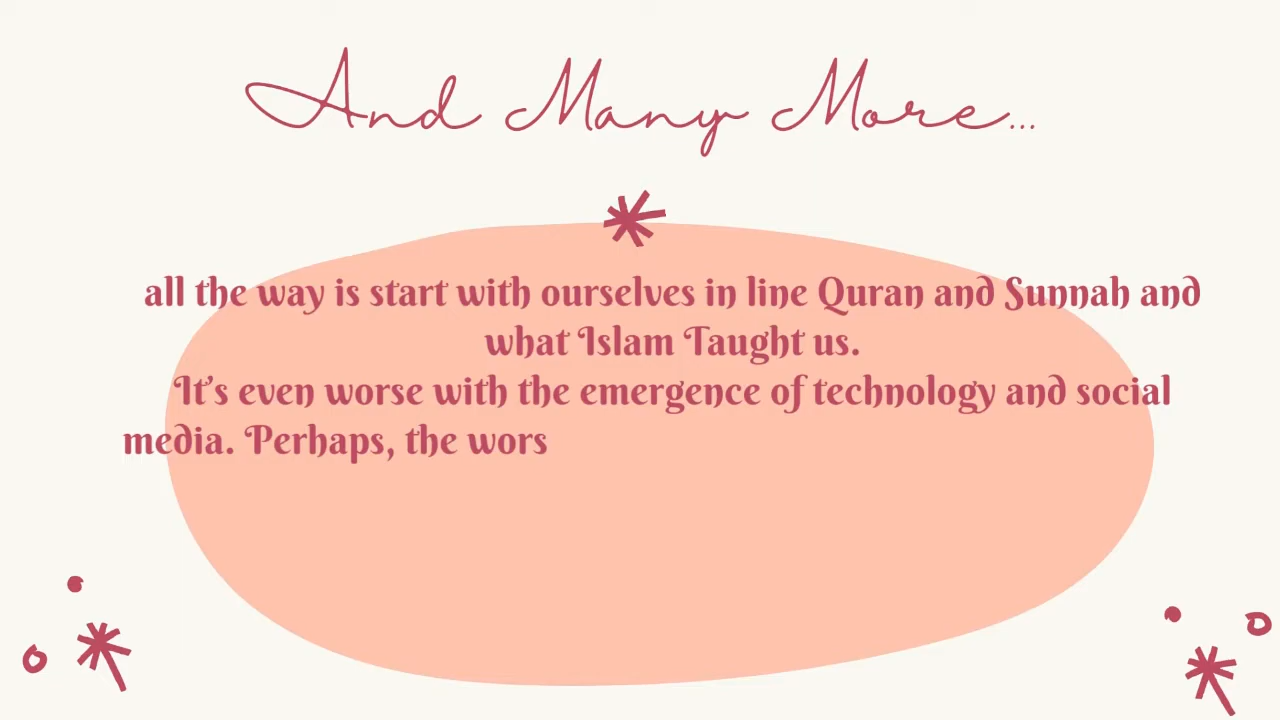 And Many More...
all the way is start with ourselves in line Quran and Sunnah and
what Islam Taught us.
It's even worse with the emergence of technology and social
media. Perhaps, the wors